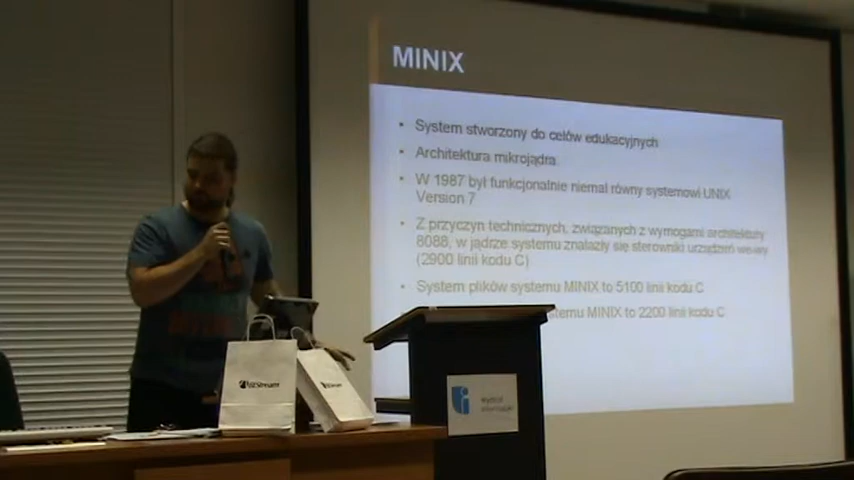 MINIX
• System stworzony do celów edukacyjnych
• Architektura mikrojądra
• W 1987 był funkcjonalnie niemal równy systemowi UNIX
Version 7
• Z przyczyn technicznych, związanych z wymogami architektury
8088, w jądrze systemu znalazły się sterowniki urządzeń we-wy
(2900 linii kodu C)
• System plików systemu MINIX to 5100 linii kodu C
systemu MINIX to 2200 linii kodu C